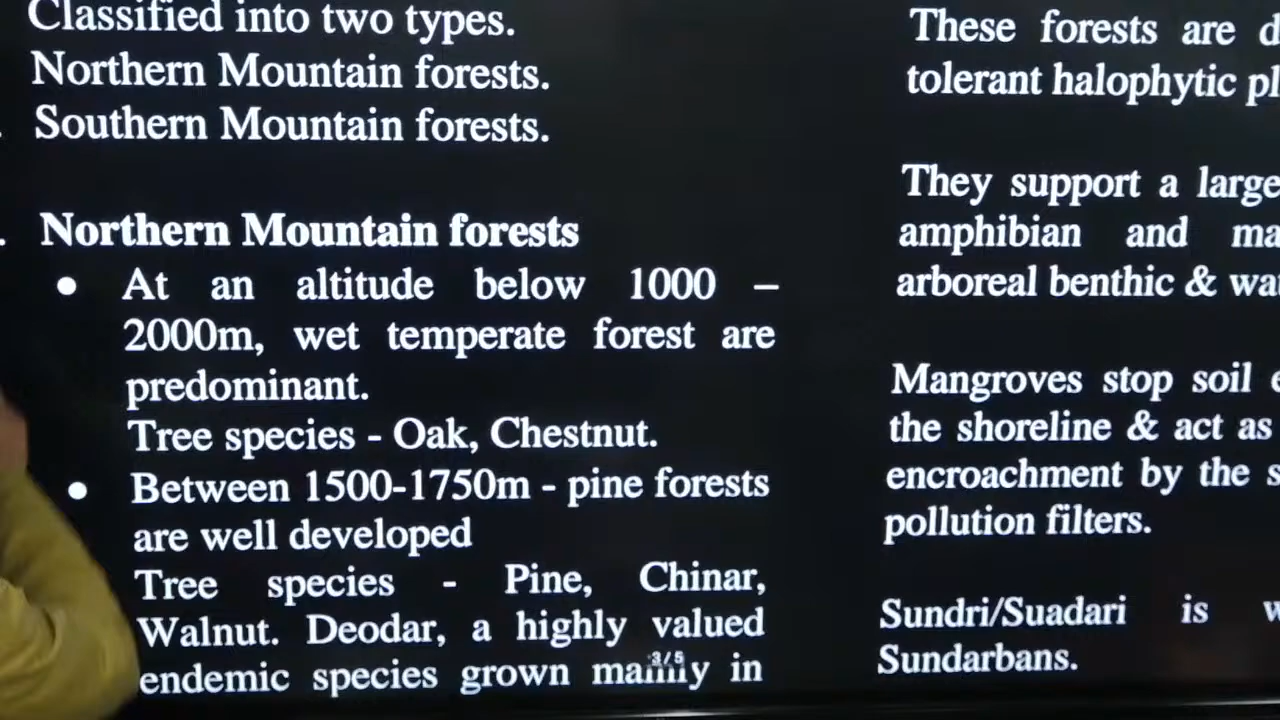 Classified into two types.
Northern Mountain forests.
Southern Mountain forests.
Northern Mountain forests
• At an altitude below 1000 –
2000m, wet temperate forest are
predominant.
Tree species - Oak, Chestnut.
• Between 1500-1750m - pine forests
are well developed
Tree species - Pine, Chinar,
Walnut. Deodar, a highly valued
endemic species grown mainly in
3/5
These forests are
tolerant halophytic
They support a large
amphibian and
arboreal benthic &
Mangroves stop soil
the shoreline & act as
encroachment by the
pollution filters.
Sundri/Suadari is
Sundarbans.